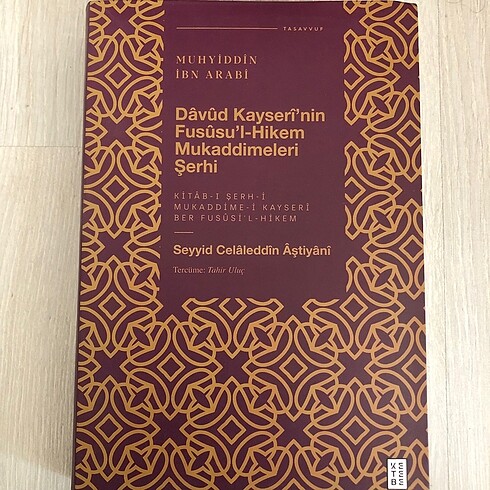 TASAVVUF
MUHYİDDİN
İBN ARABİ
Dâvûd Kayserî'nin
Fusûsu'l-Hikem
Mukaddimeleri
Şerhi
KİTÂB-I ŞERH-İ
MUKADDİME-İ KAYSERÎ
BER FUSÛSİ'L-HİKEM
Seyyid Celâleddîn Âştiyânî
Tercüme: Tahir Uluç